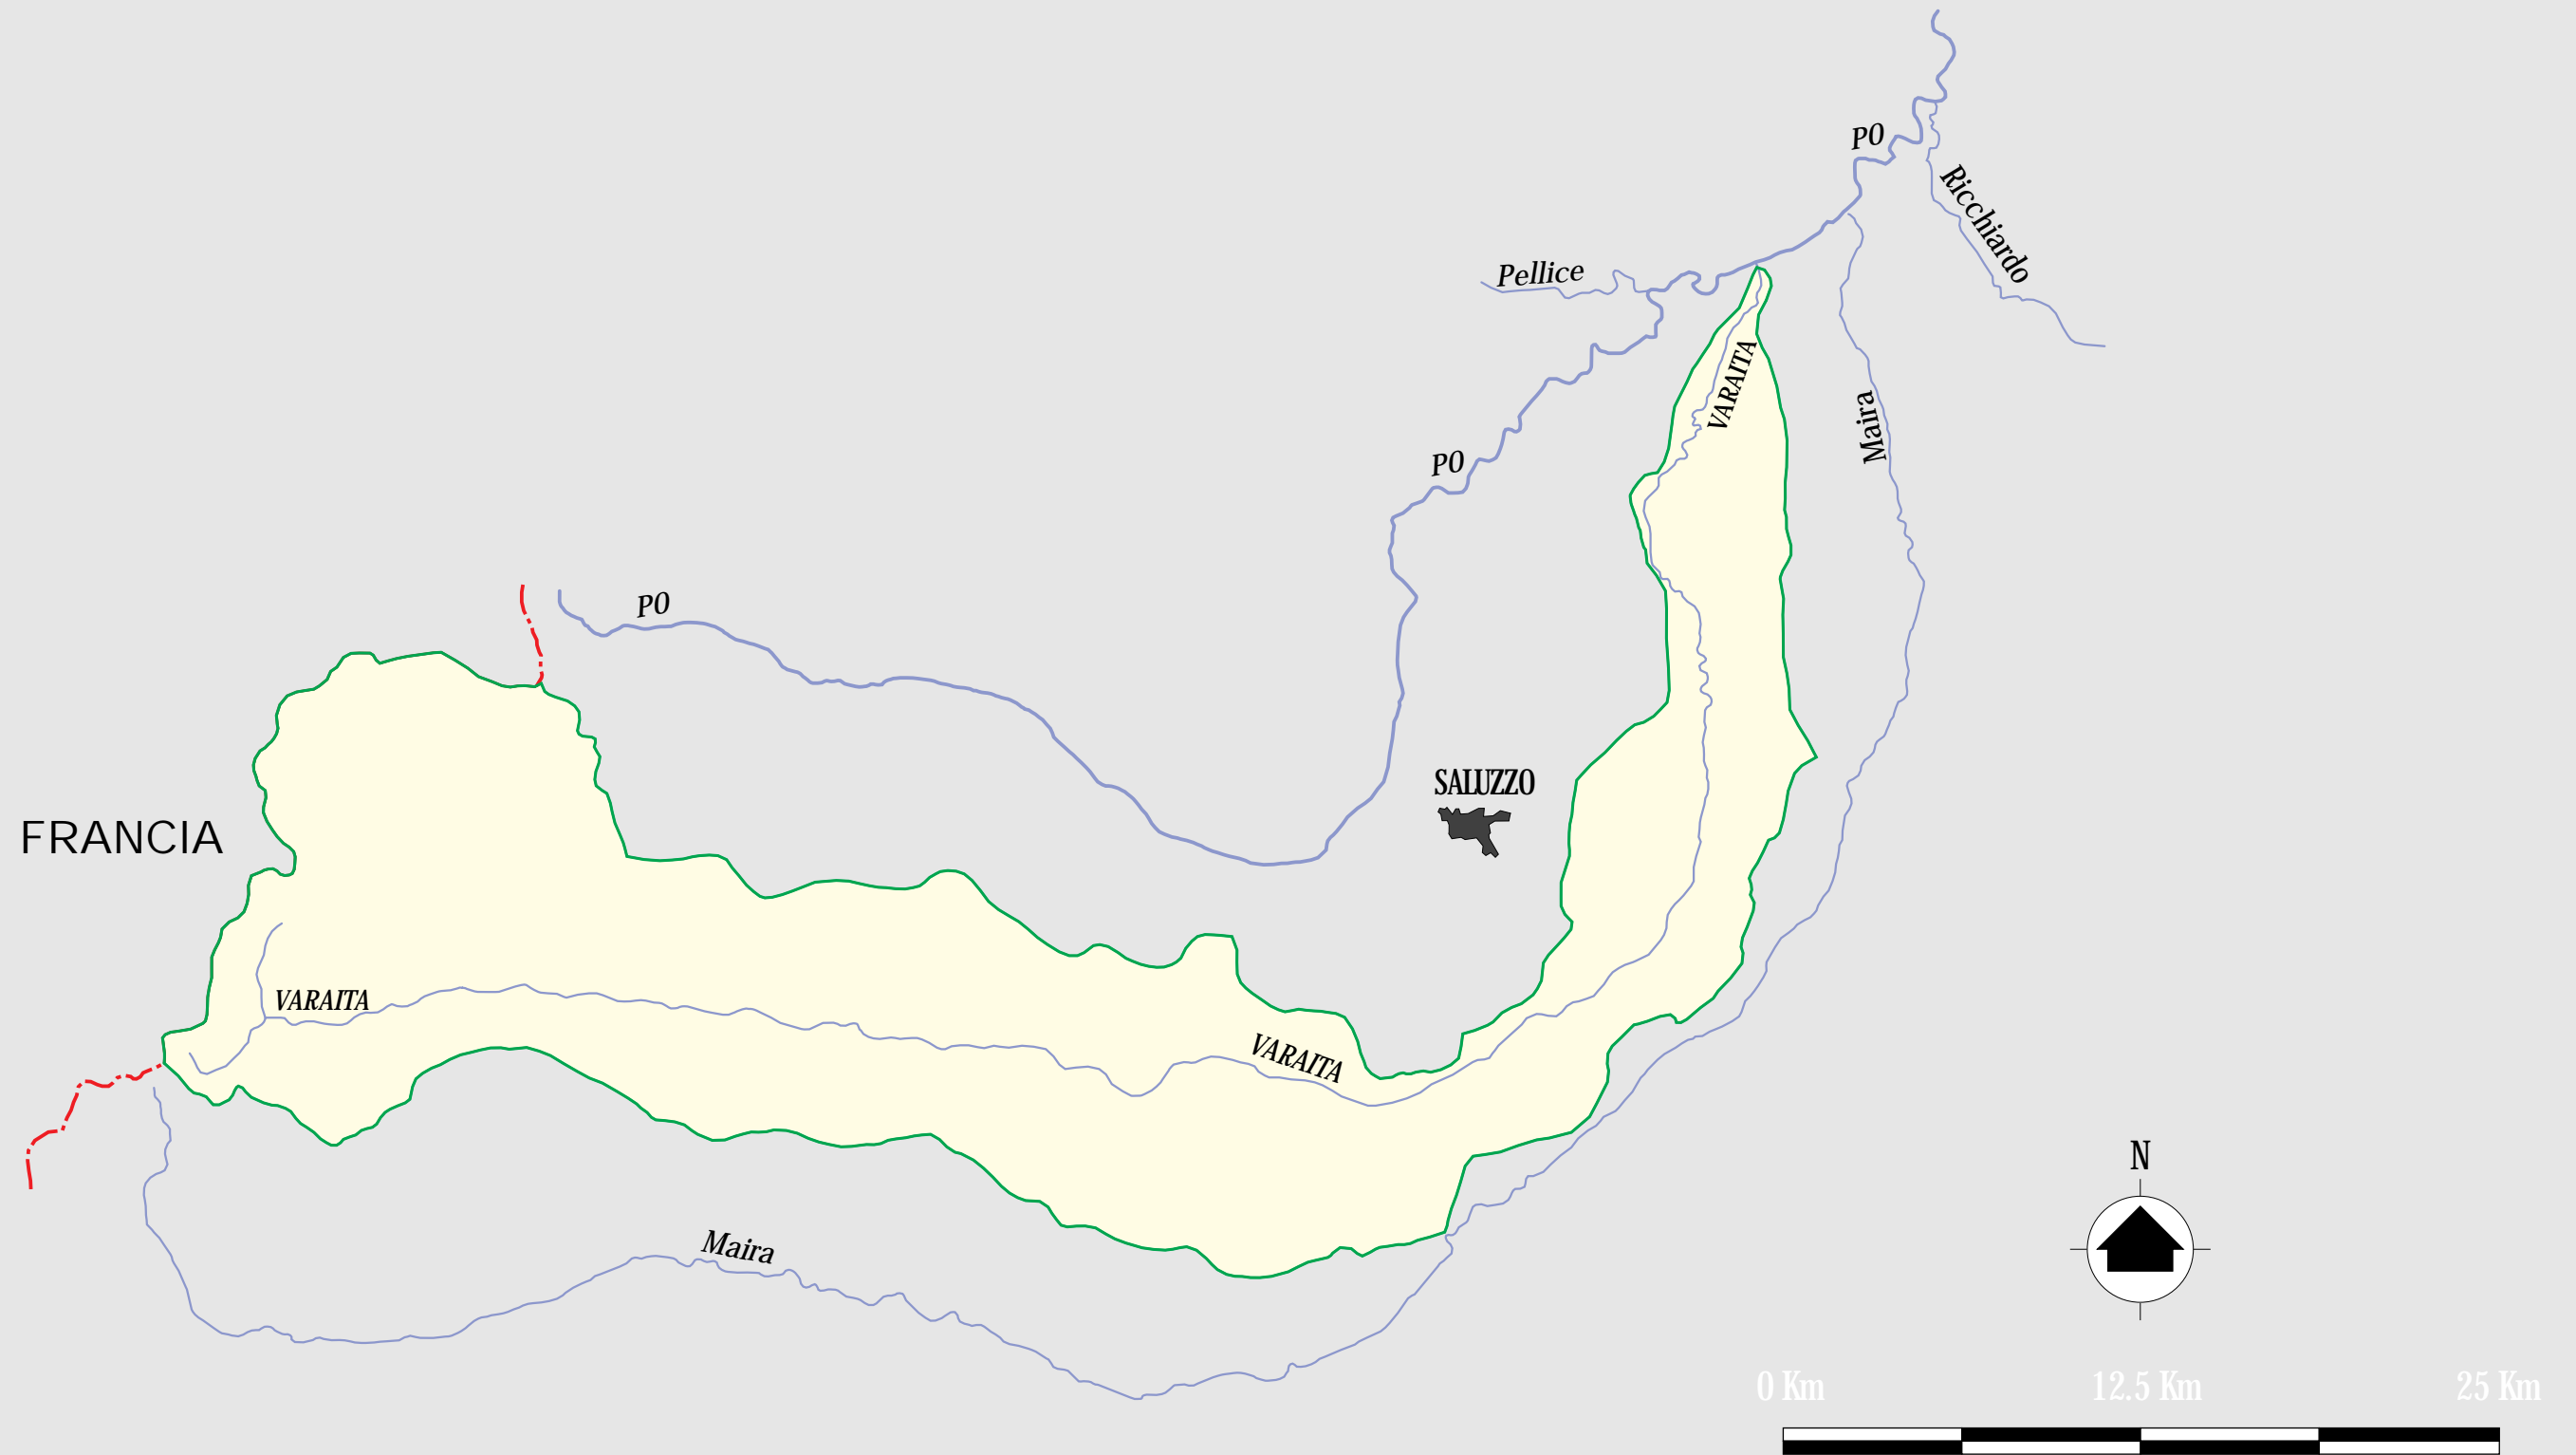 PO
Ricchiardo
Pellice
VARAITA
Maira
PO
PO
SALUZZO
FRANCIA
VARAITA
VARAITA
Maira
N
0 Km 12.5 Km 25 Km